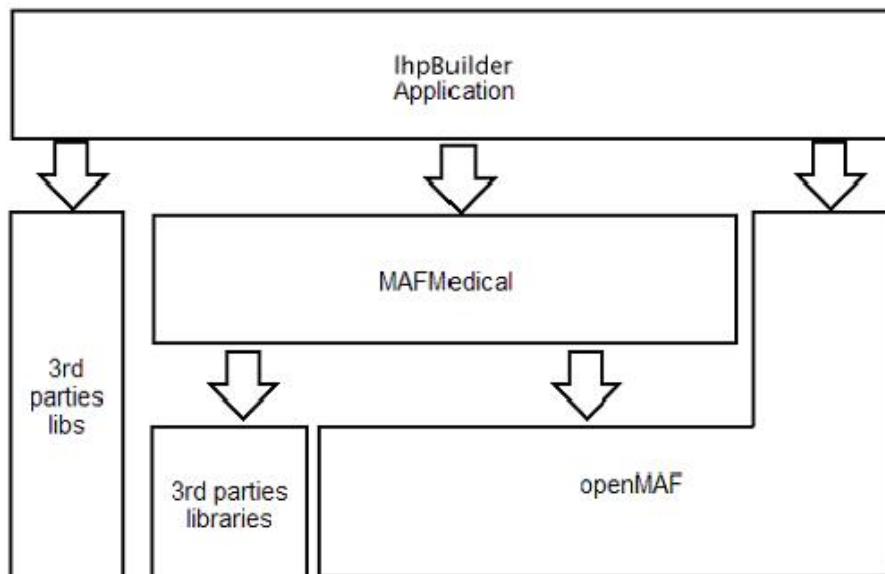 lhpBuilder
Application
MAFMedical
3rd
parties
libs
3rd parties
libraries
openMAF